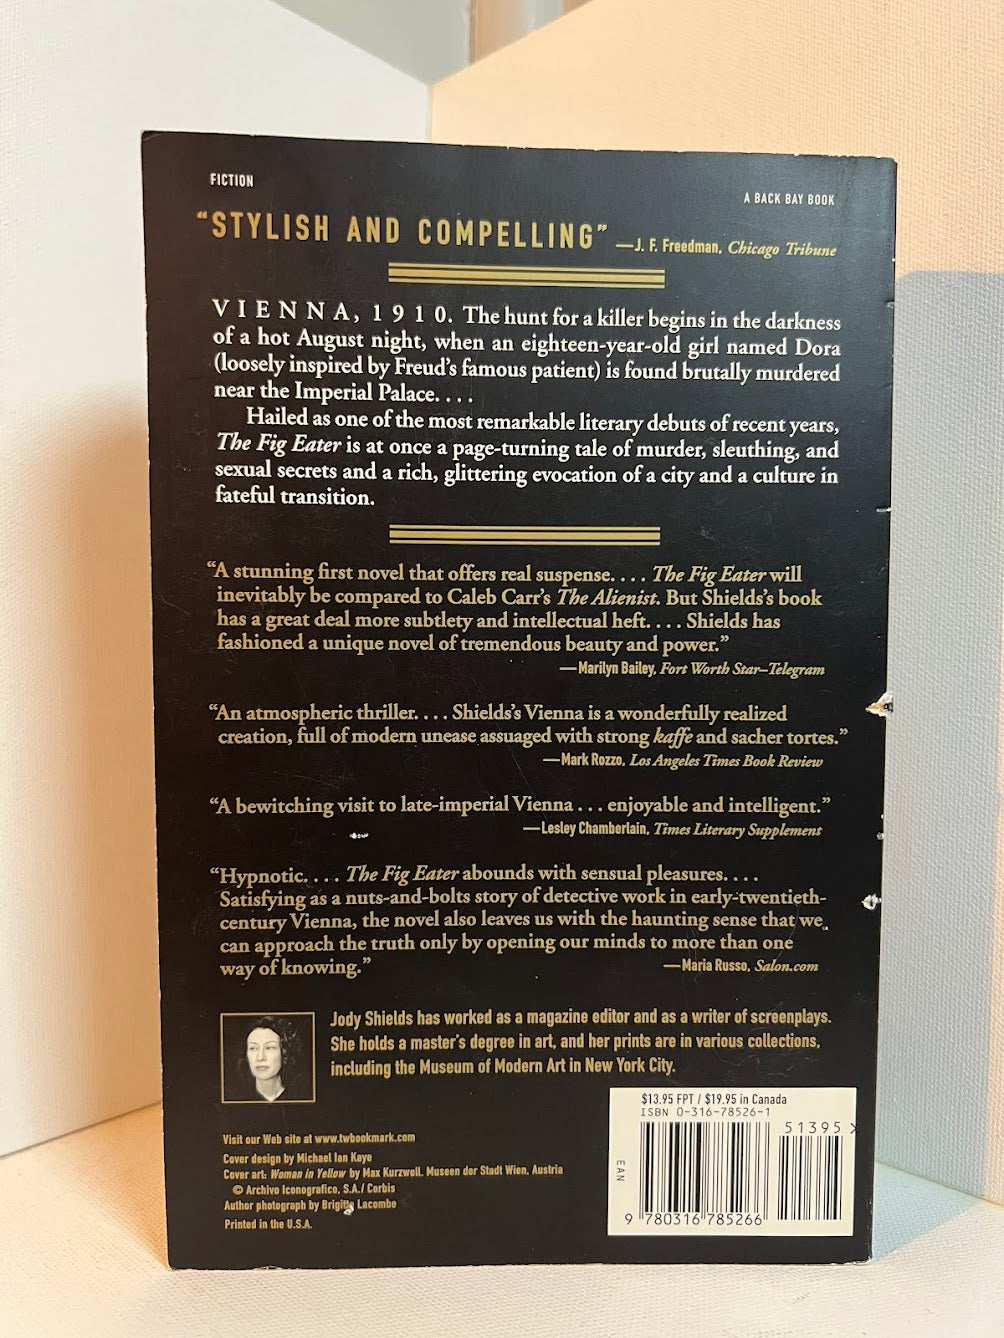 FICTION
A BACK BAY BOOK
“STYLISH AND COMPELLING” —J. F. Freedman, Chicago Tribune
VIENNA, 1910. The hunt for a killer begins in the darkness
of a hot August night, when an eighteen-year-old girl named Dora
(loosely inspired by Freud’s famous patient) is found brutally murdered
near the Imperial Palace. . . .
Hailed as one of the most remarkable literary debuts of recent years,
The Fig Eater is at once a page-turning tale of murder, sleuthing, and
sexual secrets and a rich, glittering evocation of a city and a culture in
fateful transition.
“A stunning first novel that offers real suspense. . . . The Fig Eater will
inevitably be compared to Caleb Carr’s The Alienist. But Shields’s book
has a great deal more subtlety and intellectual heft. . . . Shields has
fashioned a unique novel of tremendous beauty and power.”
—Marilyn Bailey, Fort Worth Star–Telegram
“An atmospheric thriller. . . . Shields’s Vienna is a wonderfully realized
creation, full of modern unease assuaged with strong kaffe and sacher tortes.”
—Mark Rozzo, Los Angeles Times Book Review
“A bewitching visit to late-imperial Vienna . . . enjoyable and intelligent.”
—Lesley Chamberlain, Times Literary Supplement
“Hypnotic. . . . The Fig Eater abounds with sensual pleasures. . . .
Satisfying as a nuts-and-bolts story of detective work in early-twentieth-
century Vienna, the novel also leaves us with the haunting sense that we
can approach the truth only by opening our minds to more than one
way of knowing.”
—Maria Russo, Salon.com
Jody Shields has worked as a magazine editor and as a writer of screenplays.
She holds a master’s degree in art, and her prints are in various collections,
including the Museum of Modern Art in New York City.
$13.95 FPT / $19.95 in Canada
ISBN 0-316-78526-1
51395 >
EAN
9 780316 785266
Visit our Web site at www.twbookmark.com
Cover design by Michael Ian Kaye
Cover art: Woman in Yellow by Max Kurzwell, Museen der Stadt Wien, Austria
© Archivo Iconografico, S.A./ Corbis
Author photograph by Brigitte Lacombe
Printed in the U.S.A.